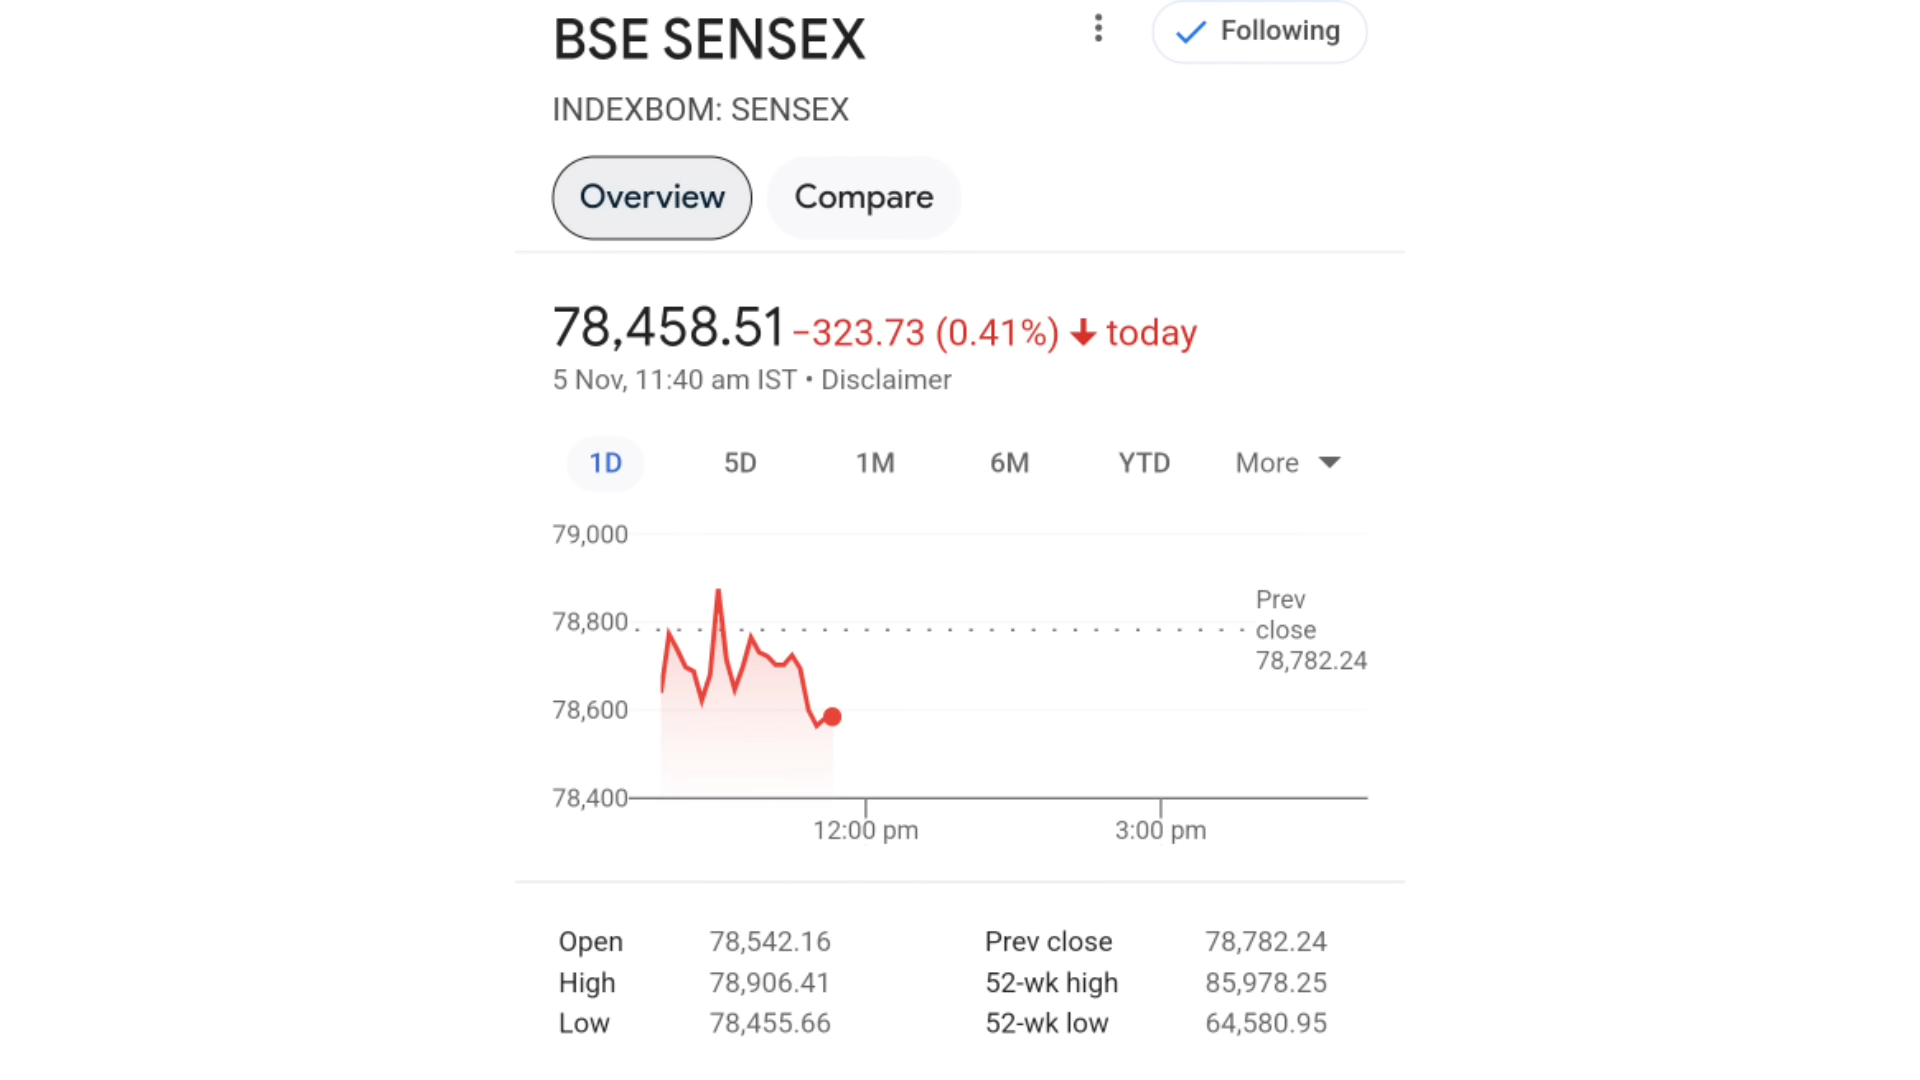 BSE SENSEX
Following
INDEXBOM: SENSEX
Overview Compare
78,458.51 −323.73 (0.41%) today
5 Nov, 11:40 am IST • Disclaimer
1D 5D 1M 6M YTD More
79,000
78,800
78,600
78,400
Prev
close
78,782.24
12:00 pm 3:00 pm
Open 78,542.16 Prev close 78,782.24
High 78,906.41 52-wk high 85,978.25
Low 78,455.66 52-wk low 64,580.95